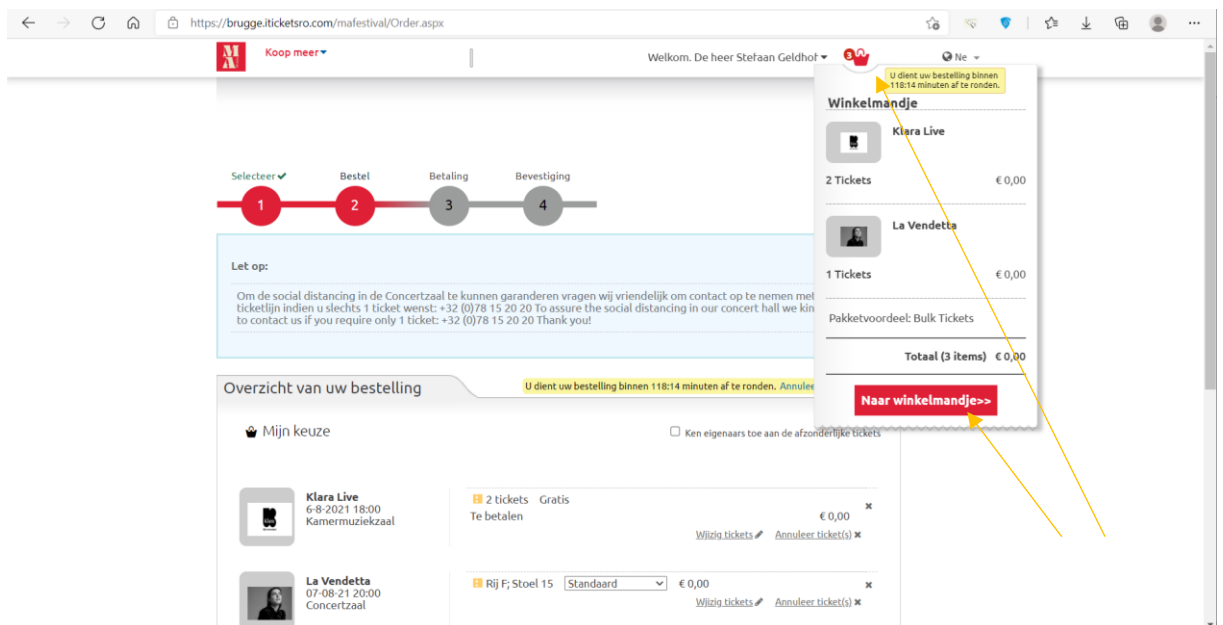 https://brugge.iticketsro.com/mafestival/Order.aspx
MA
Koop meer
Welkom. De heer Stefaan Geldhof
3
Ne
U dient uw bestelling binnen
118:14 minuten af te ronden.
Winkelmandje
Klara Live
2 Tickets € 0,00
La Vendetta
1 Tickets € 0,00
Pakketvoordeel: Bulk Tickets
Totaal (3 items) € 0,00
Naar winkelmandje>>
Selecteer Bestel Betaling Bevestiging
1 2 3 4
Let op:
Om de social distancing in de Concertzaal te kunnen garanderen vragen wij vriendelijk om contact op te nemen met
ticketlijn indien u slechts 1 ticket wenst: +32 (0)78 15 20 20 To assure the social distancing in our concert hall we kin
to contact us if you require only 1 ticket: +32 (0)78 15 20 20 Thank you!
Overzicht van uw bestelling
U dient uw bestelling binnen 118:14 minuten af te ronden. Annulee
Mijn keuze
Ken eigenaars toe aan de afzonderlijke tickets
Klara Live
6-8-2021 18:00
Kamermuziekzaal
2 tickets Gratis
Te betalen € 0,00
Wijzig tickets Annuleer ticket(s)
La Vendetta
07-08-21 20:00
Concertzaal
Rij F; Stoel 15 Standaard € 0,00
Wijzig tickets Annuleer ticket(s)